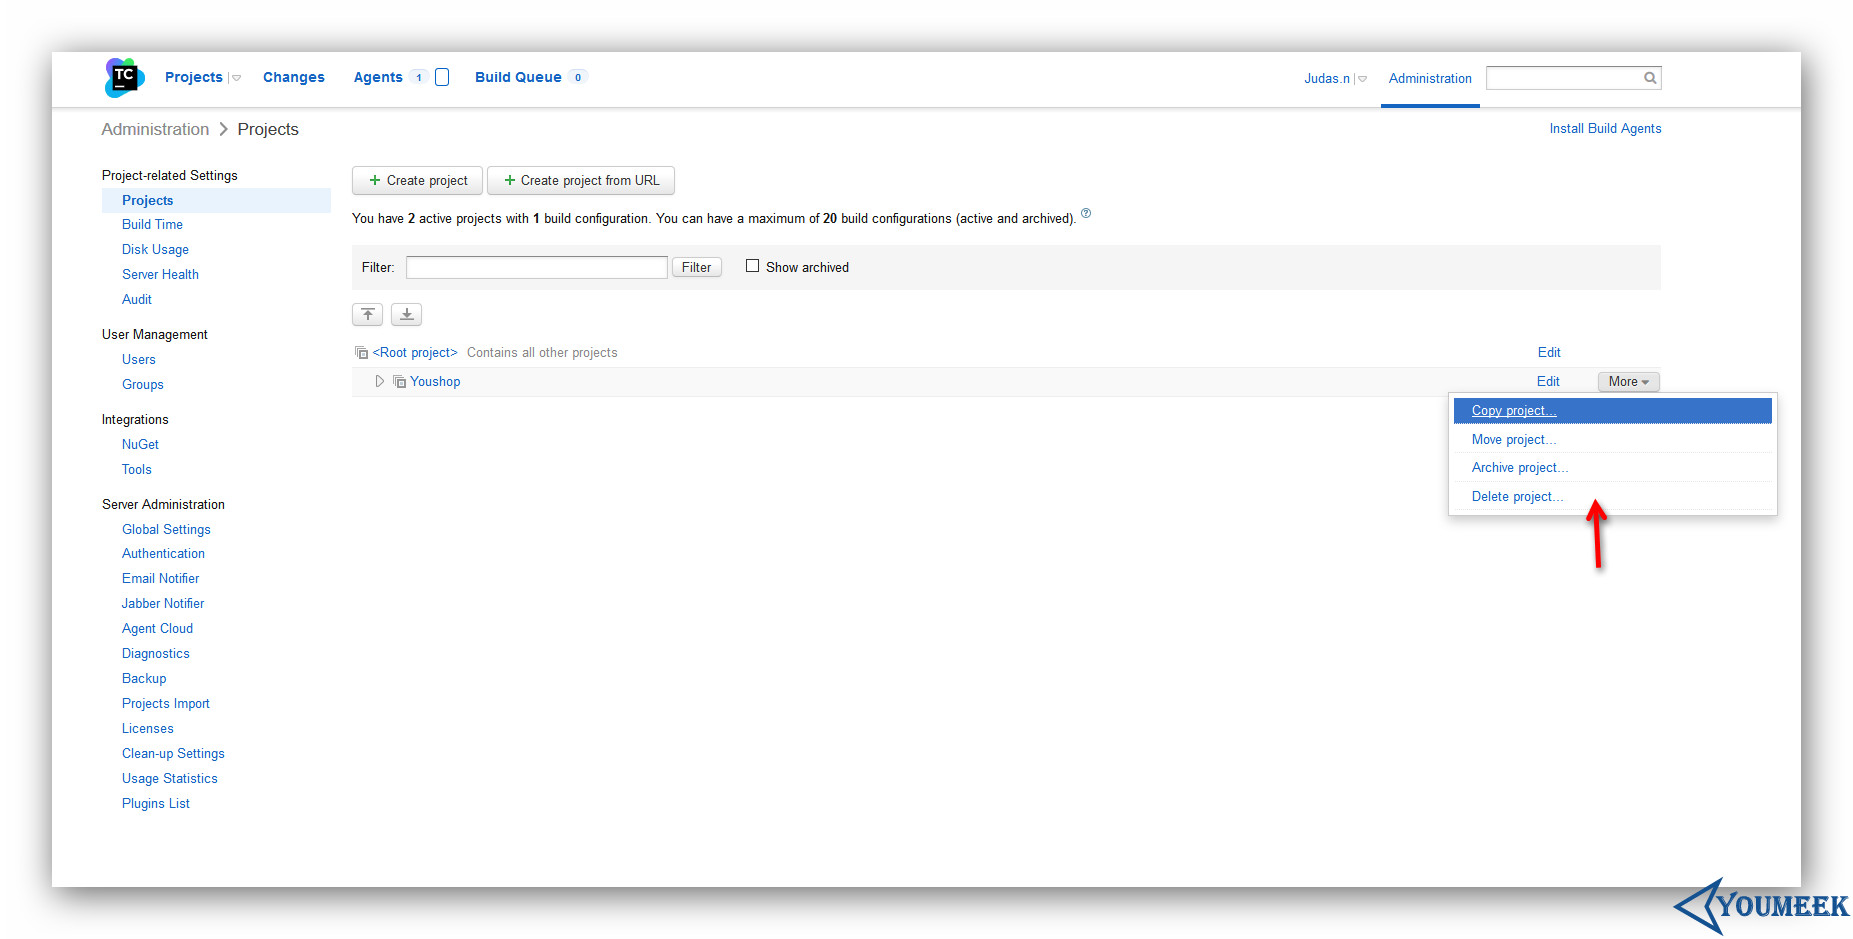 TC Projects Changes Agents 1 Build Queue 0 Judas.n Administration
Administration Projects Install Build Agents
Project-related Settings
Projects
Build Time
Disk Usage
Server Health
Audit
User Management
Users
Groups
Integrations
NuGet
Tools
Server Administration
Global Settings
Authentication
Email Notifier
Jabber Notifier
Agent Cloud
Diagnostics
Backup
Projects Import
Licenses
Clean-up Settings
Usage Statistics
Plugins List
+ Create project + Create project from URL
You have 2 active projects with 1 build configuration. You can have a maximum of 20 build configurations (active and archived). ?
Filter: Filter Show archived
<Root project> Contains all other projects Edit
Youshop Edit More
Copy project...
Move project...
Archive project...
Delete project...
YOUMEEK